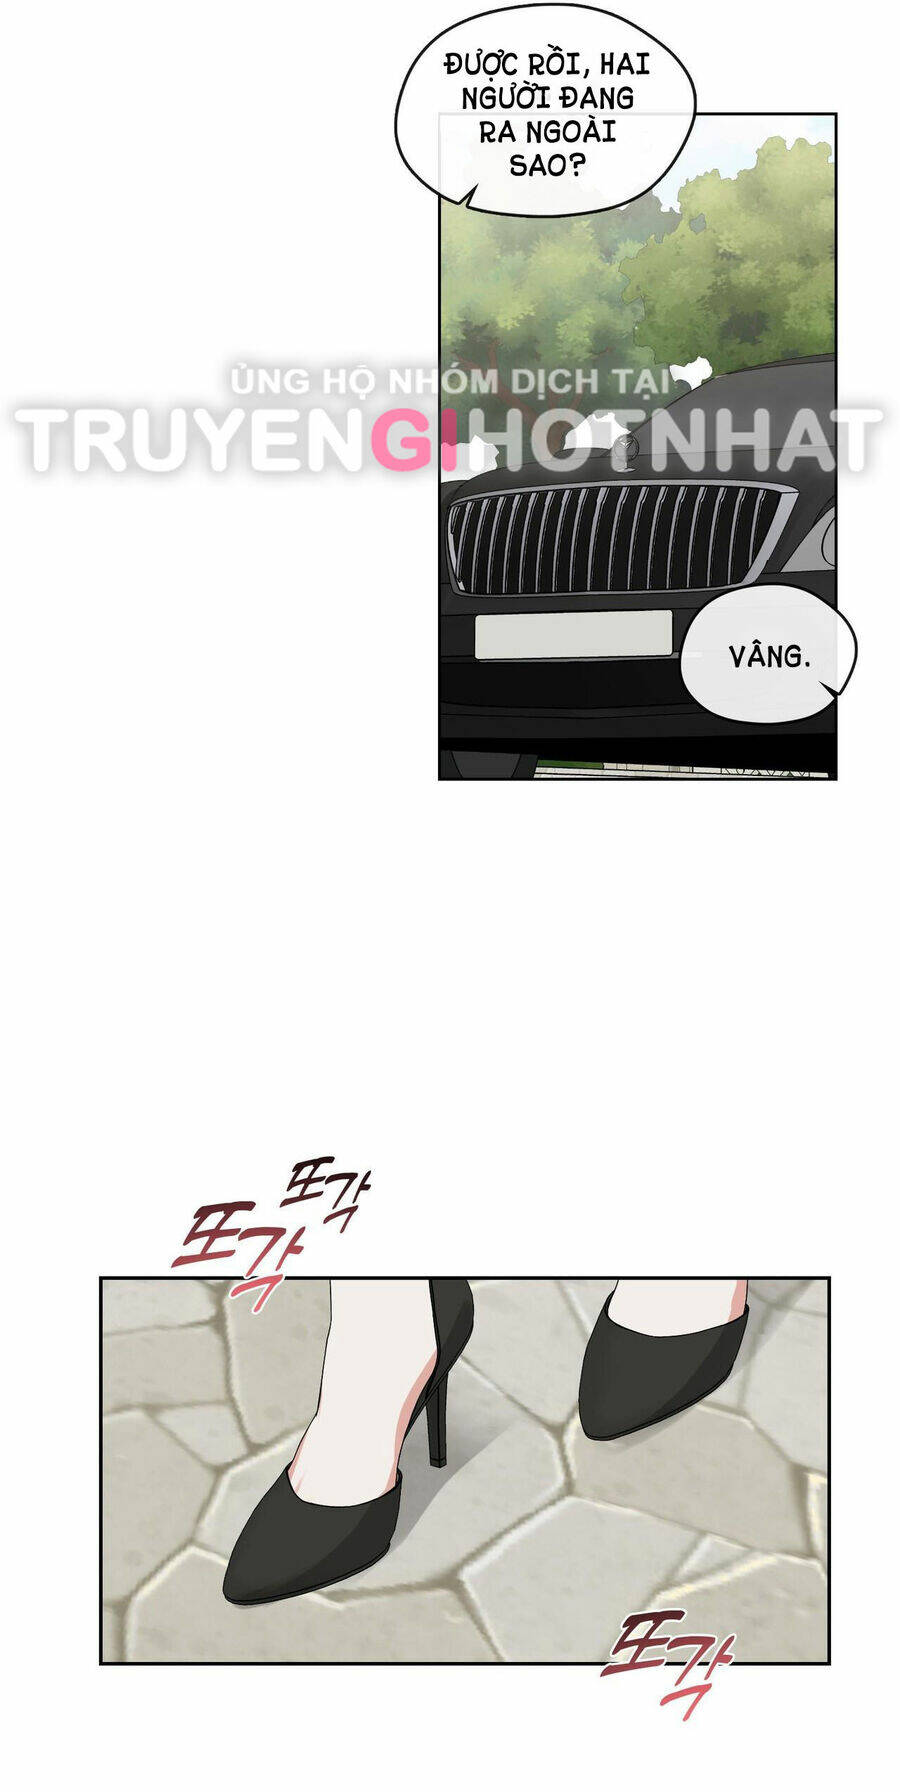 ĐƯỢC RỒI, HAI
NGƯỜI ĐANG
RA NGOÀI
SAO?
ỦNG HỘ NHÓM DỊCH TẠI
TRUYENGIHOTNHAT
VÂNG.
또각
또각
또각